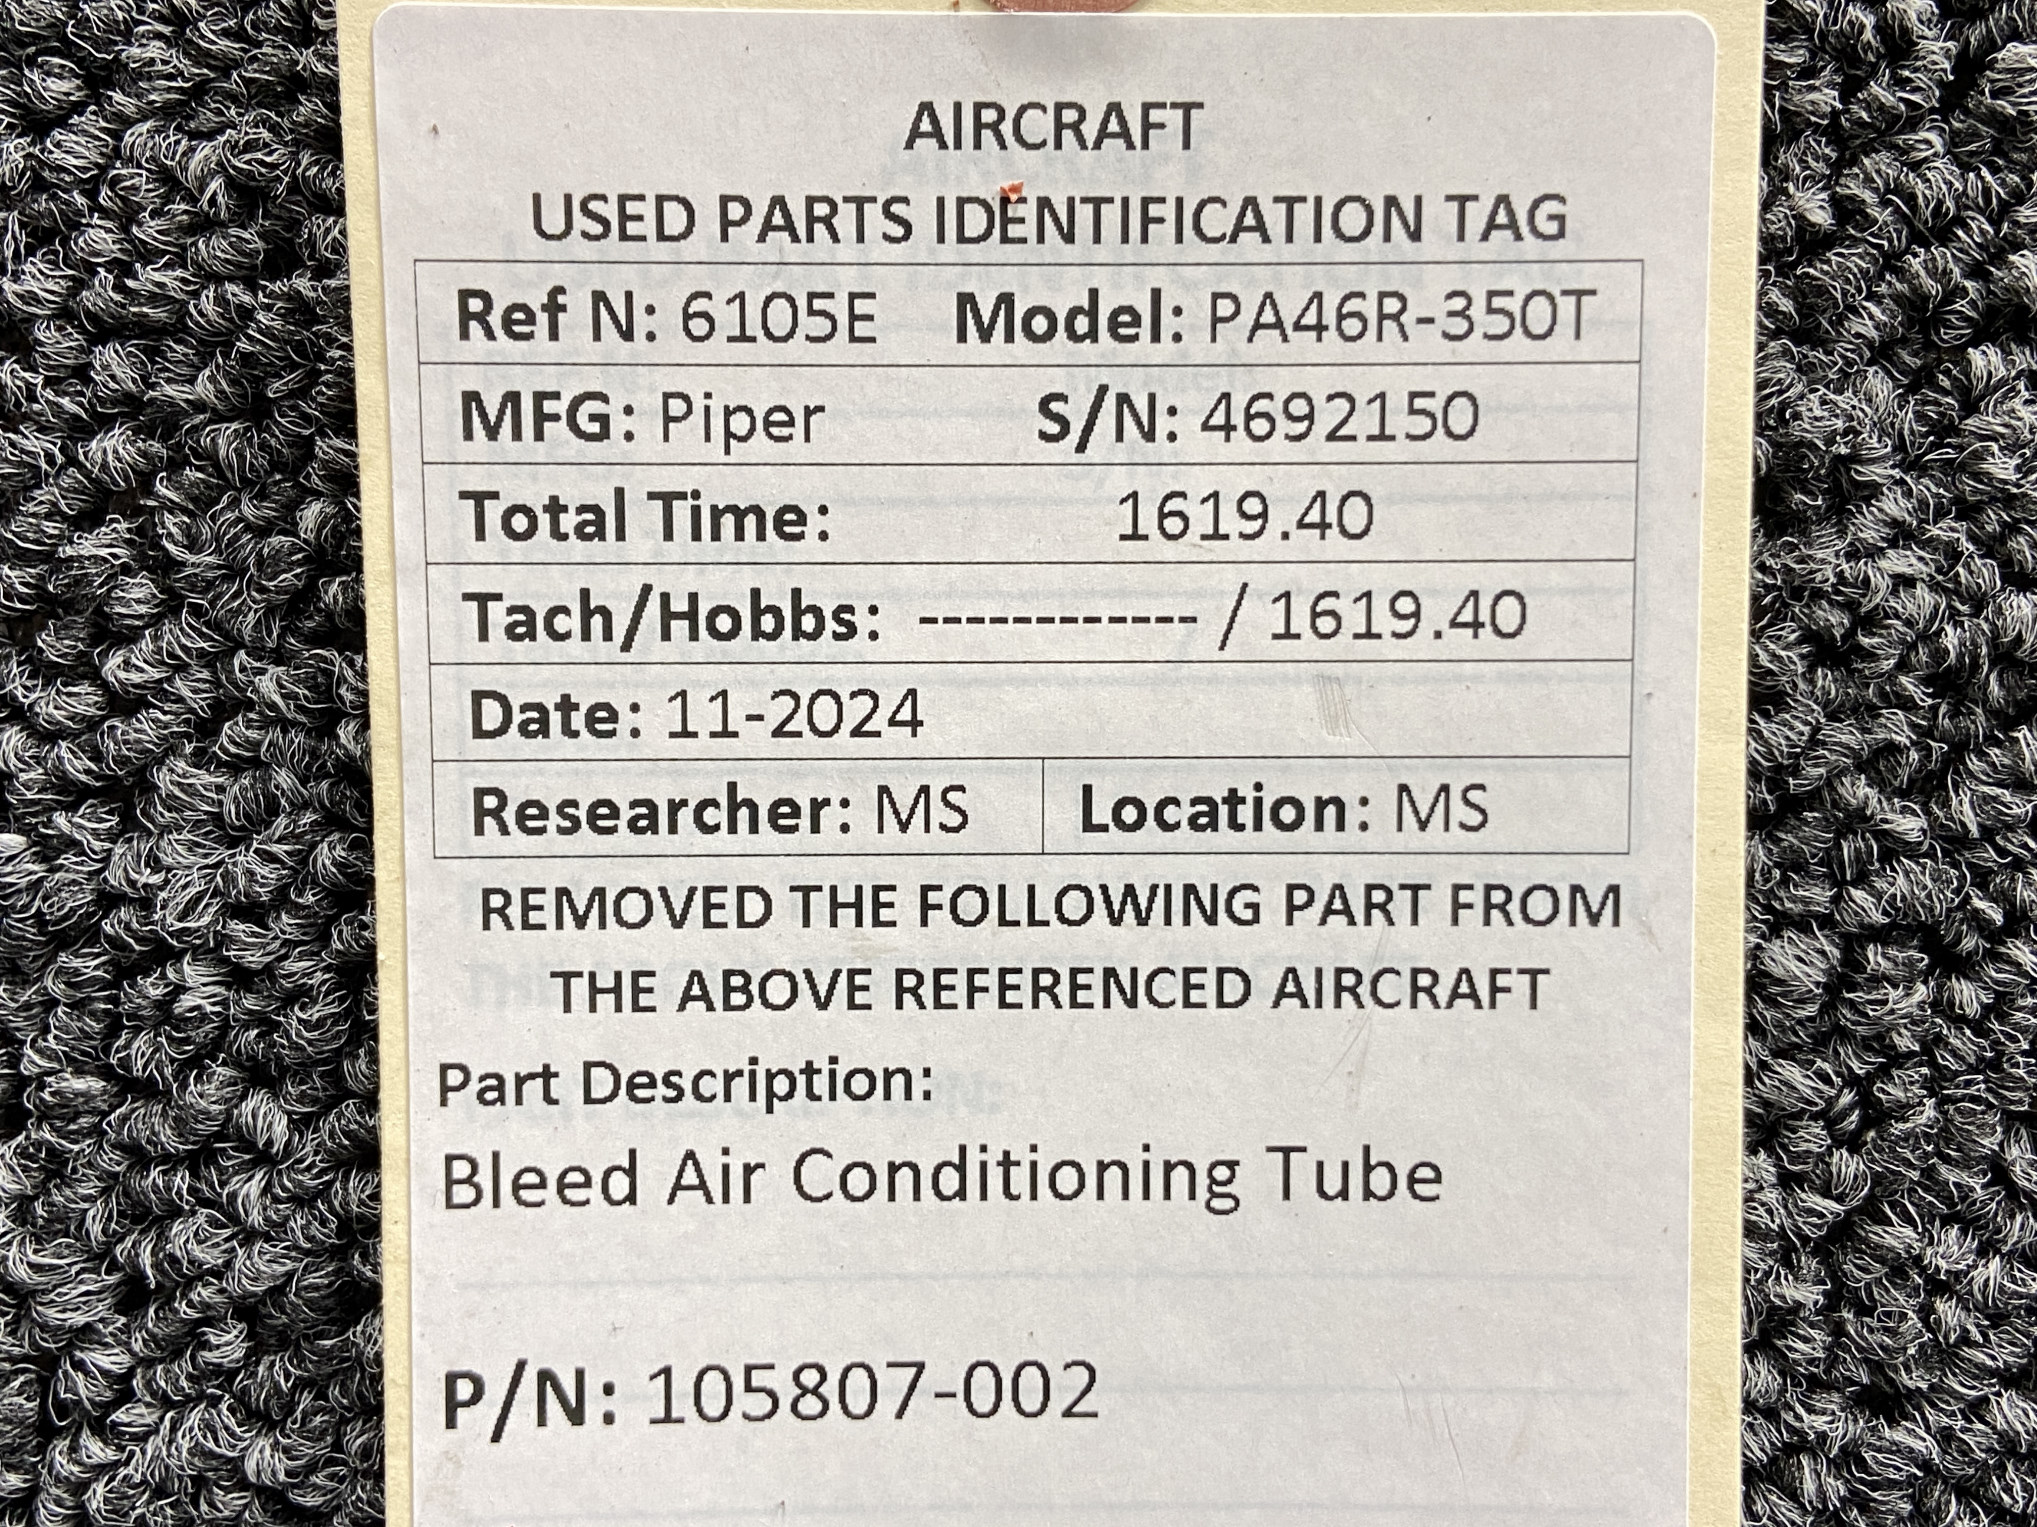 AIRCRAFT
USED PARTS IDENTIFICATION TAG
Ref N: 6105E Model: PA46R-350T
MFG: Piper S/N: 4692150
Total Time: 1619.40
Tach/Hobbs: ------------ / 1619.40
Date: 11-2024
Researcher: MS Location: MS
REMOVED THE FOLLOWING PART FROM
THE ABOVE REFERENCED AIRCRAFT
Part Description:
Bleed Air Conditioning Tube
P/N: 105807-002